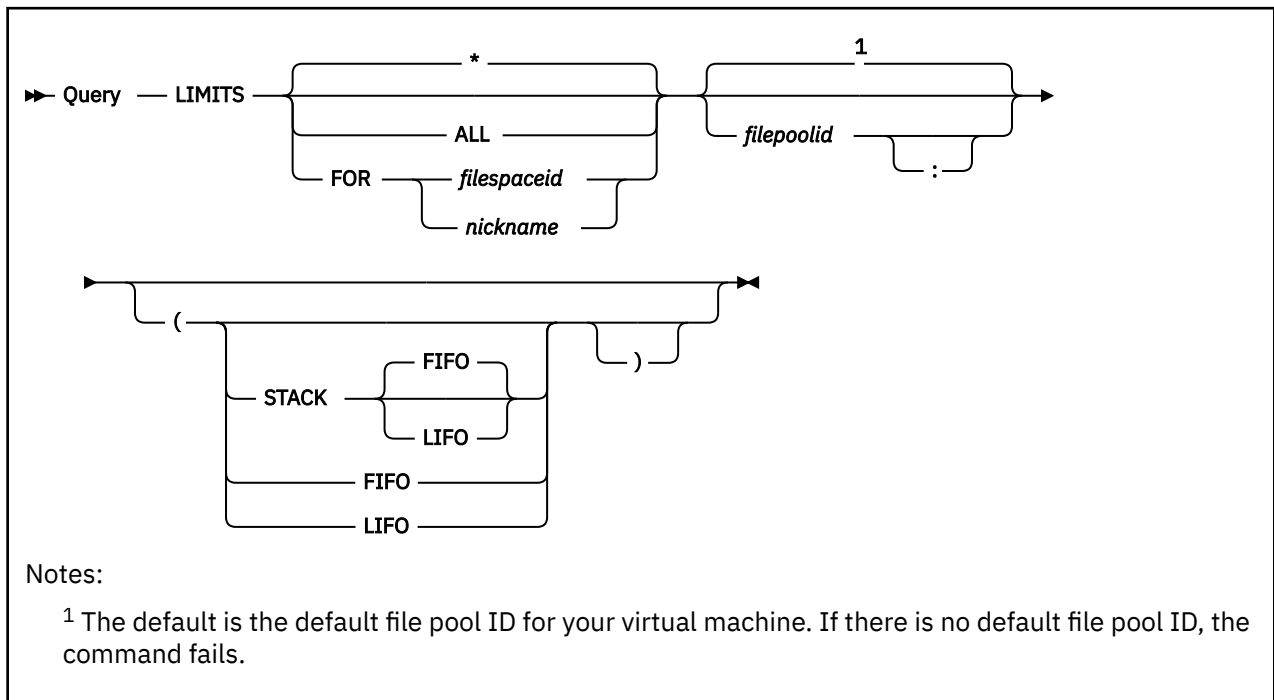 *
1
Query LIMITS
ALL
filepoolid
:
FOR filespaceid
nickname
(
)
FIFO
STACK
LIFO
FIFO
LIFO
Notes:
1 The default is the default file pool ID for your virtual machine. If there is no default file pool ID, the
command fails.